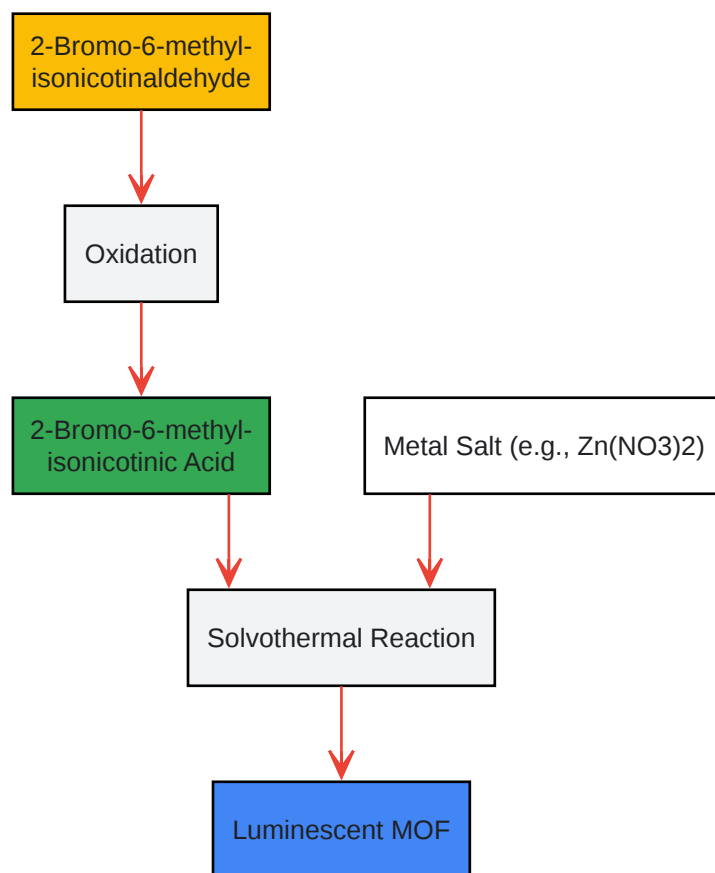 2-Bromo-6-methyl-
isonicotinaldehyde
Oxidation
2-Bromo-6-methyl-
isonicotinic Acid
Metal Salt (e.g., Zn(NO3)2)
Solvothermal Reaction
Luminescent MOF